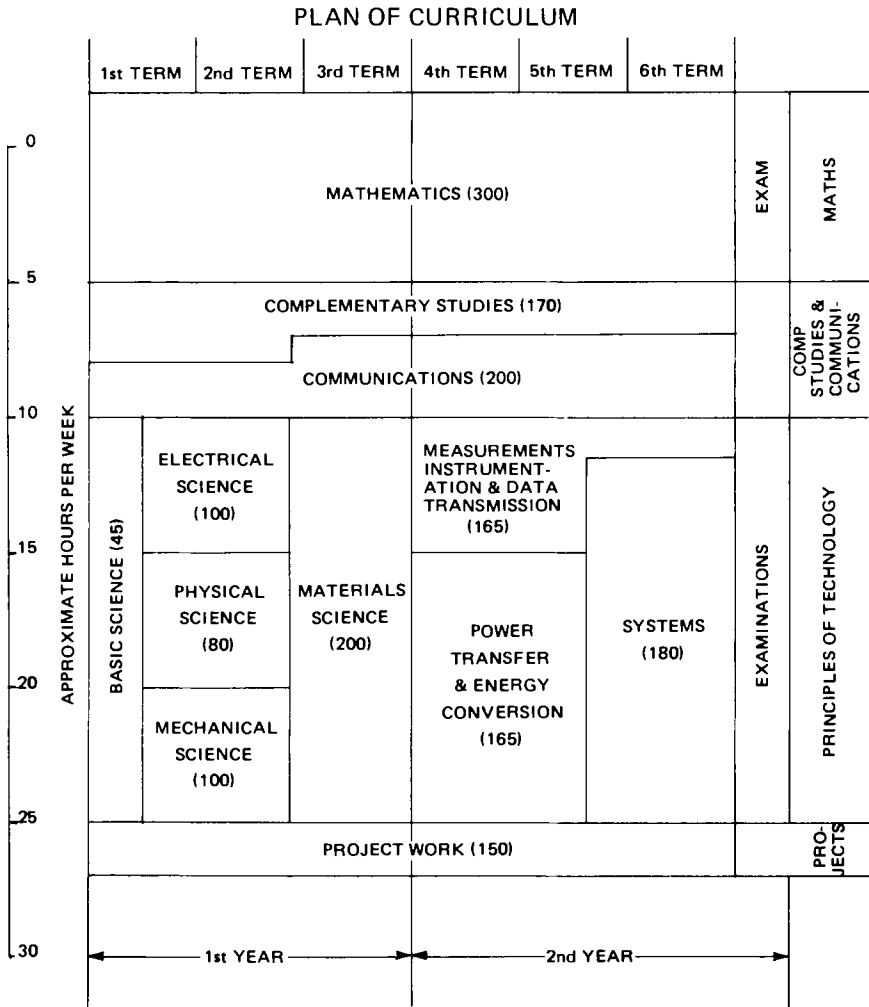 PLAN OF CURRICULUM
1st TERM
2nd TERM
3rd TERM
4th TERM
5th TERM
6th TERM
0
5
10
15
20
25
30
APPROXIMATE HOURS PER WEEK
MATHEMATICS (300)
EXAM
MATHS
COMPLEMENTARY STUDIES (170)
COMMUNICATIONS (200)
COMP
STUDIES &
COMMUNI-
CATIONS
BASIC SCIENCE (45)
ELECTRICAL
SCIENCE
(100)
PHYSICAL
SCIENCE
(80)
MECHANICAL
SCIENCE
(100)
MATERIALS
SCIENCE
(200)
MEASUREMENTS
INSTRUMENT-
ATION & DATA
TRANSMISSION
(165)
POWER
TRANSFER
& ENERGY
CONVERSION
(165)
SYSTEMS
(180)
EXAMINATIONS
PRINCIPLES OF TECHNOLOGY
PROJECT WORK (150)
PRO-
JECTS
1st YEAR
2nd YEAR